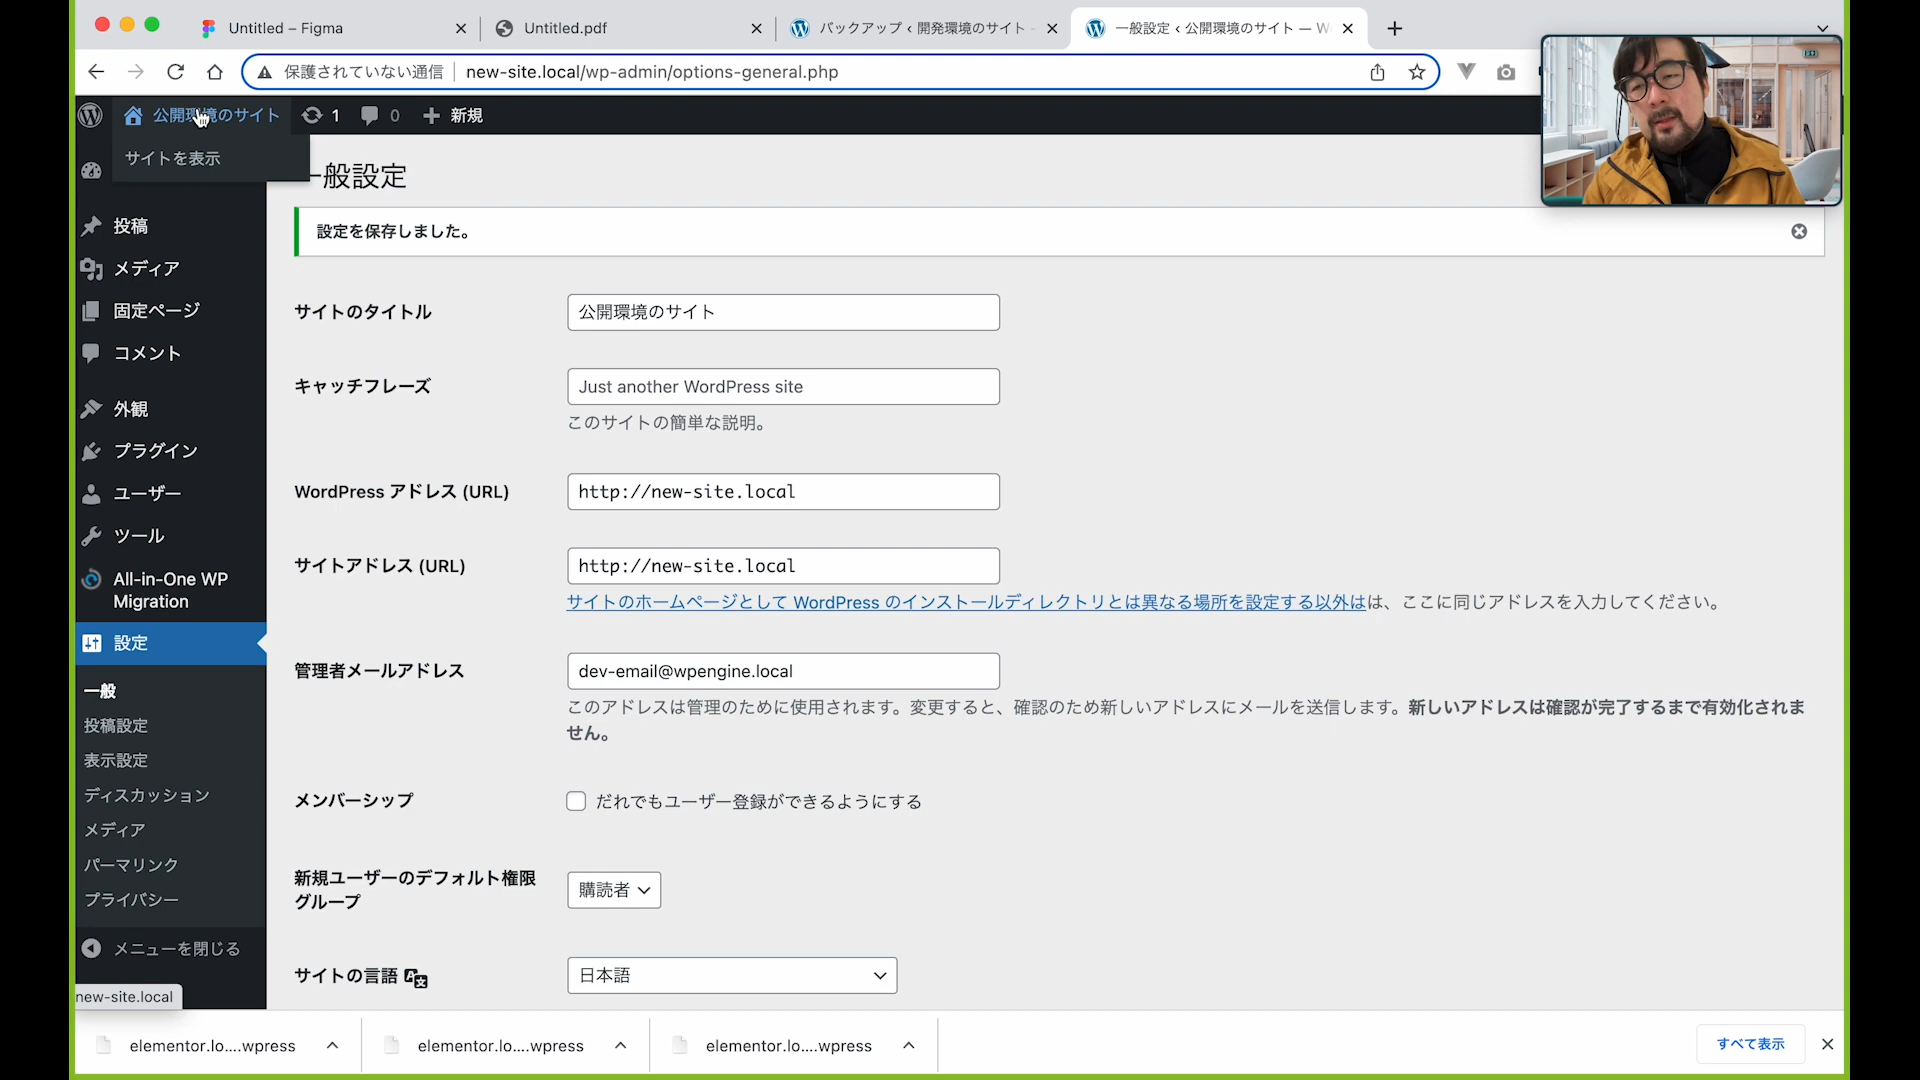 Untitled – Figma
Untitled.pdf
バックアップ ‹ 開発環境のサイト -
一般設定 ‹ 公開環境のサイト — W
保護されていない通信
new-site.local/wp-admin/options-general.php
公開環境のサイト
1
0
新規
サイトを表示
一般設定
設定を保存しました。
投稿
メディア
固定ページ
コメント
外観
プラグイン
ユーザー
ツール
All-in-One WP
Migration
設定
一般
投稿設定
表示設定
ディスカッション
メディア
パーマリンク
プライバシー
メニューを閉じる
サイトのタイトル
公開環境のサイト
キャッチフレーズ
Just another WordPress site
このサイトの簡単な説明。
WordPress アドレス (URL)
http://new-site.local
サイトアドレス (URL)
http://new-site.local
サイトのホームページとして WordPress のインストールディレクトリとは異なる場所を設定する以外はは、ここに同じアドレスを入力してください。
管理者メールアドレス
dev-email@wpengine.local
このアドレスは管理のために使用されます。変更すると、確認のため新しいアドレスにメールを送信します。新しいアドレスは確認が完了するまで有効化されま
せん。
メンバーシップ
だれでもユーザー登録ができるようにする
新規ユーザーのデフォルト権限
グループ
購読者
サイトの言語
日本語
new-site.local
elementor.lo....wpress
elementor.lo....wpress
elementor.lo....wpress
すべて表示